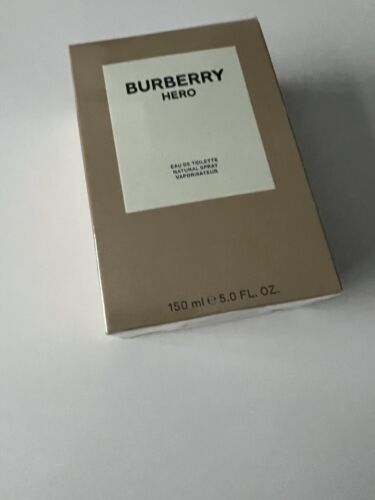 BURBERRY
HERO
EAU DE TOILETTE
NATURAL SPRAY
VAPORISATEUR
150 ml ℮ 5.0 FL. OZ.